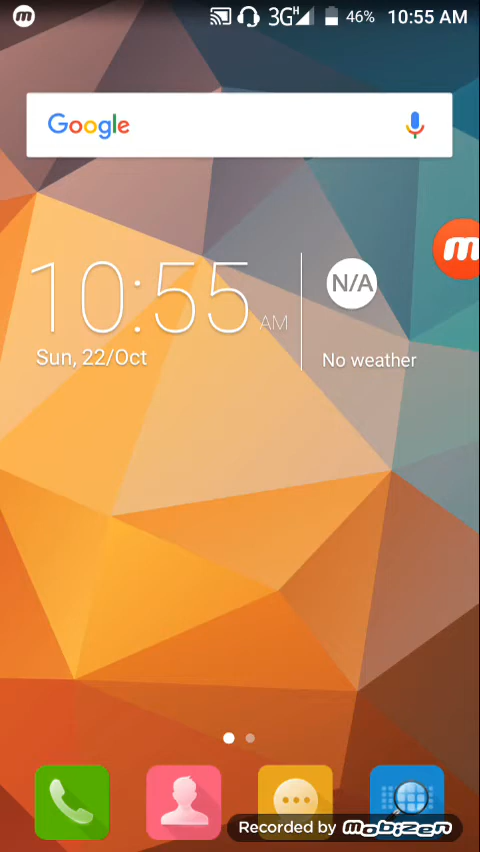 m 3G H 46% 10:55 AM
Google
m
10:55 AM
N/A
Sun, 22/Oct
No weather
Recorded by Mobizen